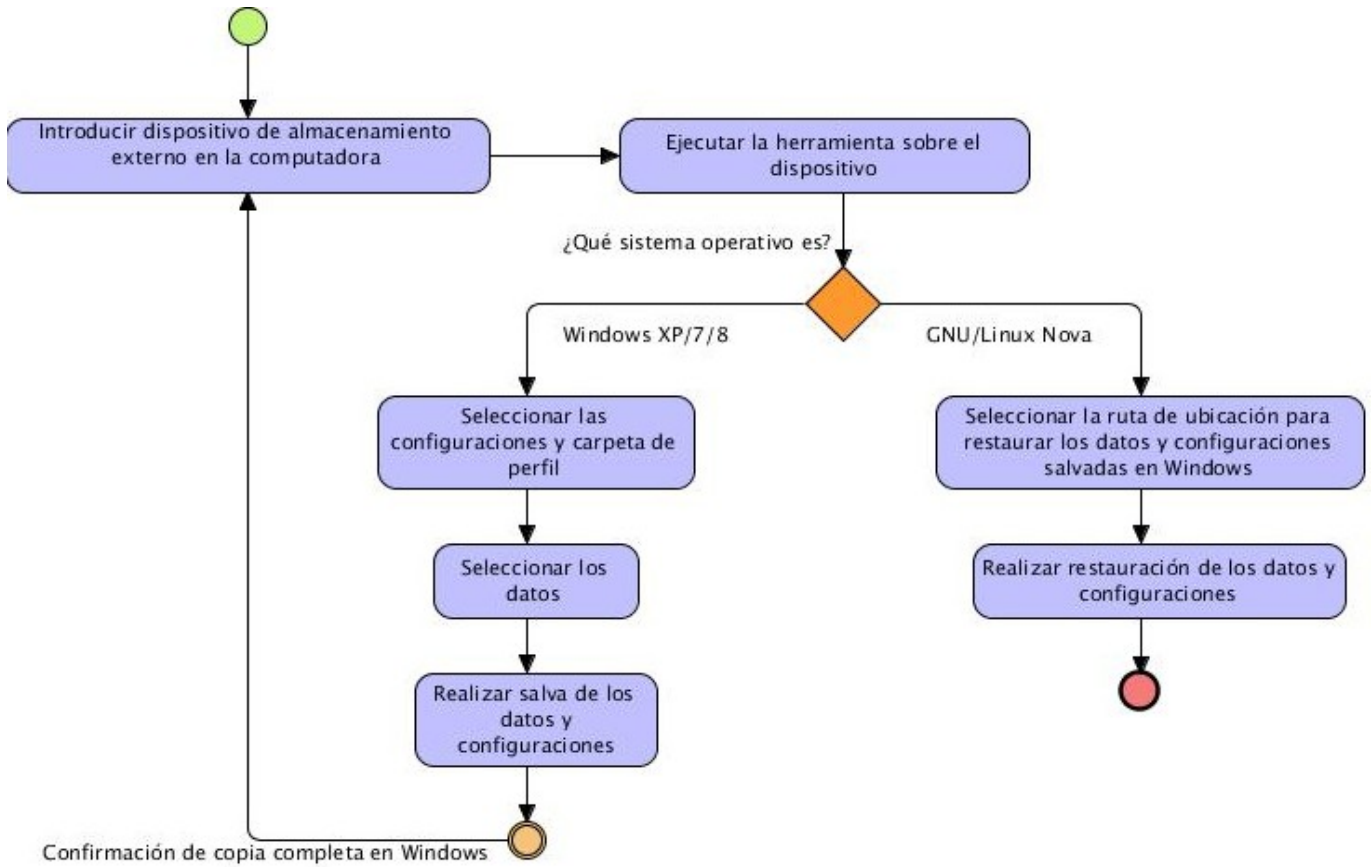 Introducir dispositivo de almacenamiento
externo en la computadora
Ejecutar la herramienta sobre el
dispositivo
¿Qué sistema operativo es?
Windows XP/7/8
GNU/Linux Nova
Seleccionar las
configuraciones y carpeta de
perfil
Seleccionar la ruta de ubicación para
restaurar los datos y configuraciones
salvadas en Windows
Seleccionar los
datos
Realizar restauración de los datos y
configuraciones
Realizar salva de los
datos y
configuraciones
Confirmación de copia completa en Windows